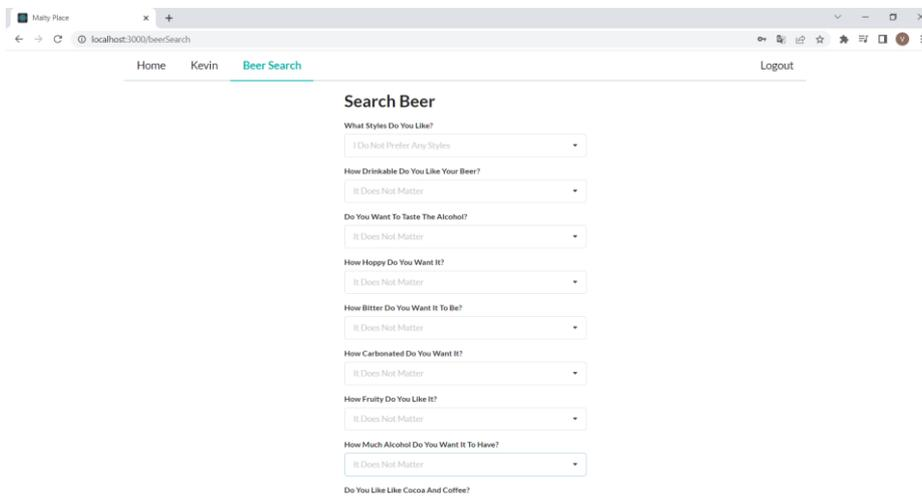 Malty Place
localhost:3000/beerSearch
V
Home Kevin Beer Search Logout
Search Beer
What Styles Do You Like?
I Do Not Prefer Any Styles
How Drinkable Do You Like Your Beer?
It Does Not Matter
Do You Want To Taste The Alcohol?
It Does Not Matter
How Hoppy Do You Want It?
It Does Not Matter
How Bitter Do You Want It To Be?
It Does Not Matter
How Carbonated Do You Want It?
It Does Not Matter
How Fruity Do You Like It?
It Does Not Matter
How Much Alcohol Do You Want It To Have?
It Does Not Matter
Do You Like Like Cocoa And Coffee?